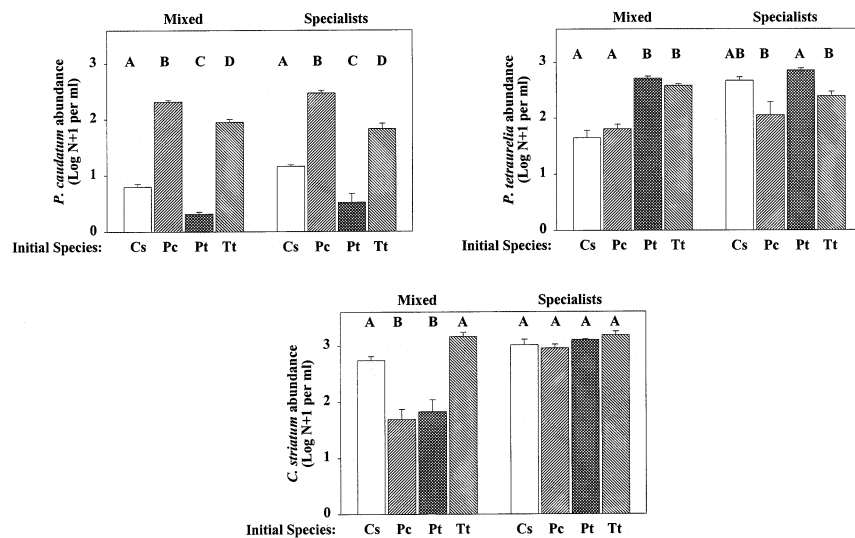 Mixed Specialists
P. caudatum abundance
(Log N+1 per ml)
3
2
1
0
A B C D A B C D
Initial Species: Cs Pc Pt Tt Cs Pc Pt Tt
Mixed Specialists
P. tetraurelia abundance
(Log N+1 per ml)
3
2
1
0
A A B B AB B A B
Initial Species: Cs Pc Pt Tt Cs Pc Pt Tt
Mixed Specialists
C. striatum abundance
(Log N+1 per ml)
3
2
1
0
A B B A A A A A
Initial Species: Cs Pc Pt Tt Cs Pc Pt Tt